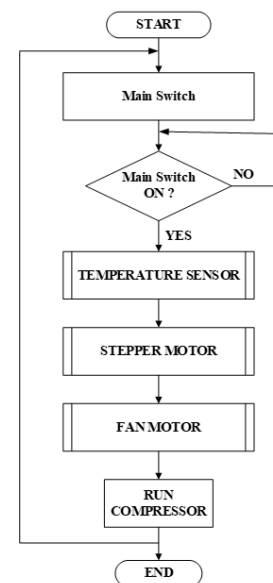 START
Main Switch
Main Switch
ON ?
NO
YES
TEMPERATURE SENSOR
STEPPER MOTOR
FAN MOTOR
RUN
COMPRESSOR
END